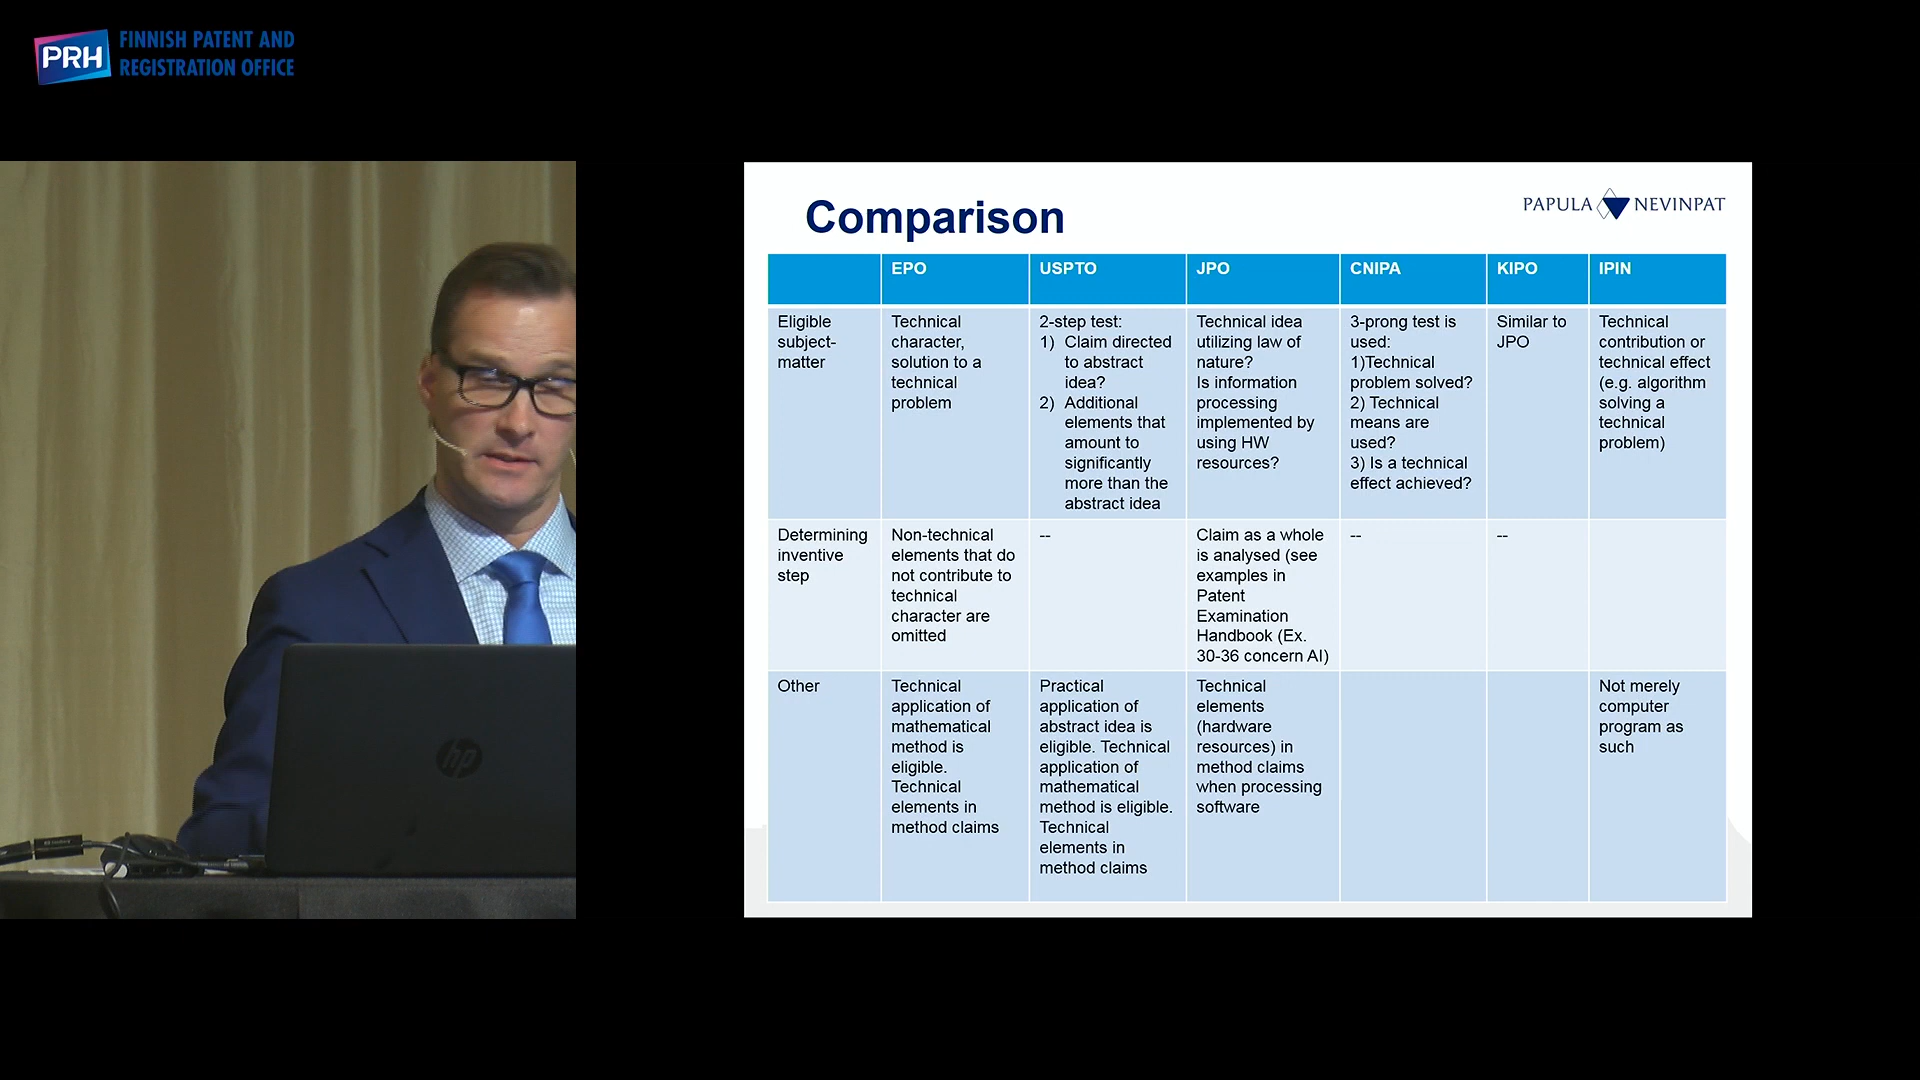 PRH
FINNISH PATENT AND
REGISTRATION OFFICE
hp
Comparison
PAPULA NEVINPAT
EPO
USPTO
JPO
CNIPA
KIPO
IPIN
Eligible
subject-
matter
Technical
character,
solution to a
technical
problem
2-step test:
1) Claim directed
to abstract
idea?
2) Additional
elements that
amount to
significantly
more than the
abstract idea
Technical idea
utilizing law of
nature?
Is information
processing
implemented by
using HW
resources?
3-prong test is
used:
1)Technical
problem solved?
2) Technical
means are
used?
3) Is a technical
effect achieved?
Similar to
JPO
Technical
contribution or
technical effect
(e.g. algorithm
solving a
technical
problem)
Determining
inventive
step
Non-technical
elements that do
not contribute to
technical
character are
omitted
--
Claim as a whole
is analysed (see
examples in
Patent
Examination
Handbook (Ex.
30-36 concern AI)
--
--
Other
Technical
application of
mathematical
method is
eligible.
Technical
elements in
method claims
Practical
application of
abstract idea is
eligible. Technical
application of
mathematical
method is eligible.
Technical
elements in
method claims
Technical
elements
(hardware
resources) in
method claims
when processing
software
Not merely
computer
program as
such